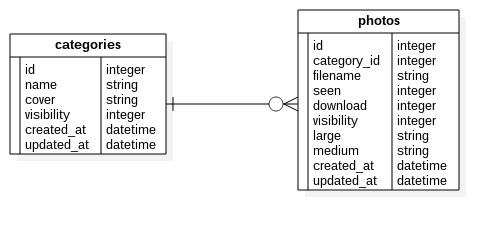 categories
id integer
name string
cover string
visibility integer
created_at datetime
updated_at datetime
photos
id integer
category_id integer
filename string
seen integer
download integer
visibility integer
large string
medium string
created_at datetime
updated_at datetime